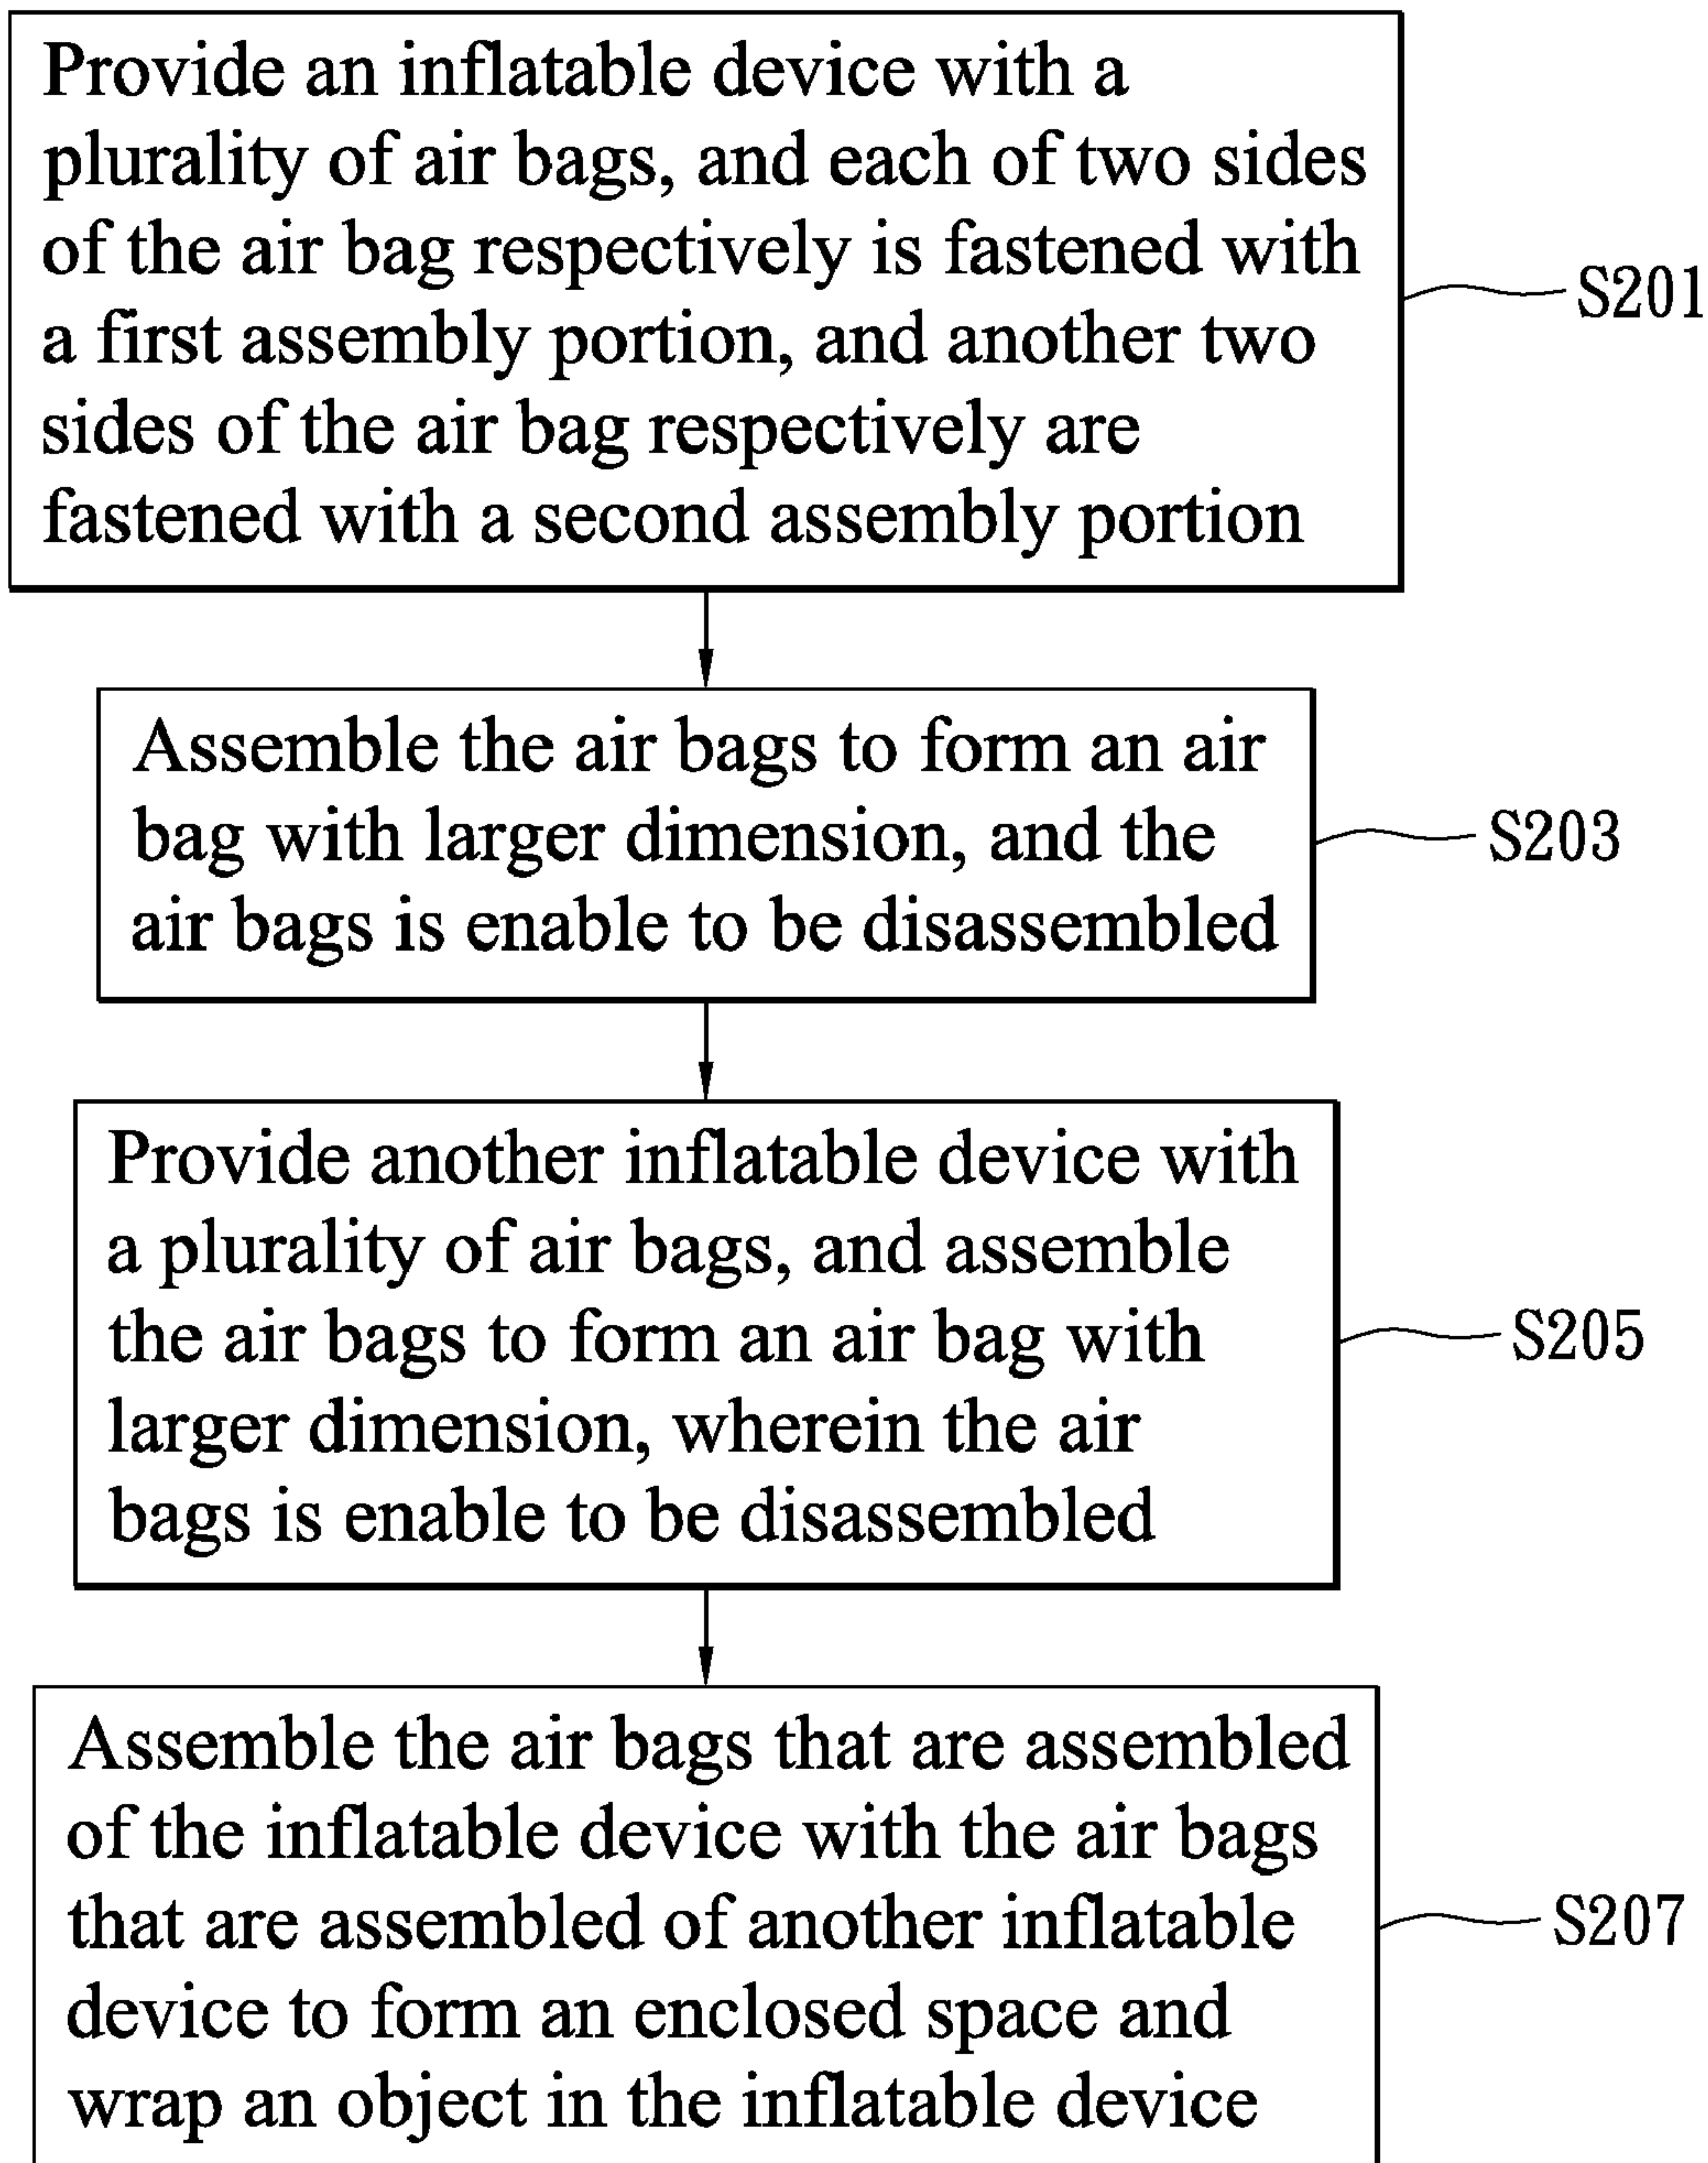 Provide an inflatable device with a
plurality of air bags, and each of two sides
of the air bag respectively is fastened with
a first assembly portion, and another two
sides of the air bag respectively are
fastened with a second assembly portion
S201
Assemble the air bags to form an air
bag with larger dimension, and the
air bags is enable to be disassembled
S203
Provide another inflatable device with
a plurality of air bags, and assemble
the air bags to form an air bag with
larger dimension, wherein the air
bags is enable to be disassembled
S205
Assemble the air bags that are assembled
of the inflatable device with the air bags
that are assembled of another inflatable
device to form an enclosed space and
wrap an object in the inflatable device
S207